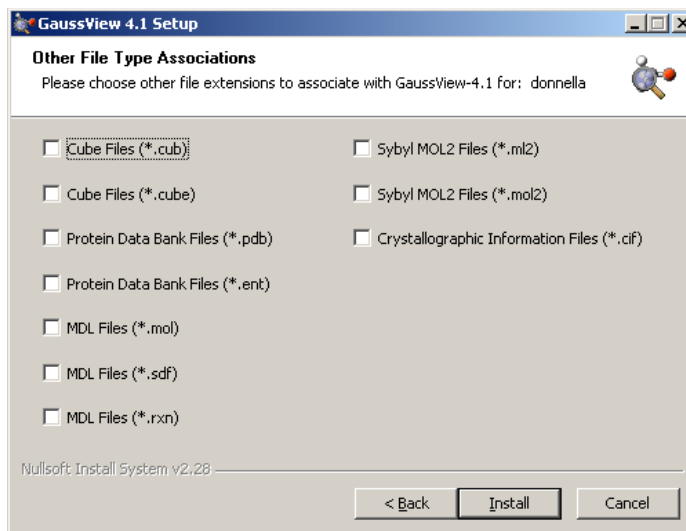 GaussView 4.1 Setup
Other File Type Associations
Please choose other file extensions to associate with GaussView-4.1 for: donnella
Cube Files (*.cub)
Cube Files (*.cube)
Protein Data Bank Files (*.pdb)
Protein Data Bank Files (*.ent)
MDL Files (*.mol)
MDL Files (*.sdf)
MDL Files (*.rxn)
Sybyl MOL2 Files (*.ml2)
Sybyl MOL2 Files (*.mol2)
Crystallographic Information Files (*.cif)
Nullsoft Install System v2.28
< Back
Install
Cancel